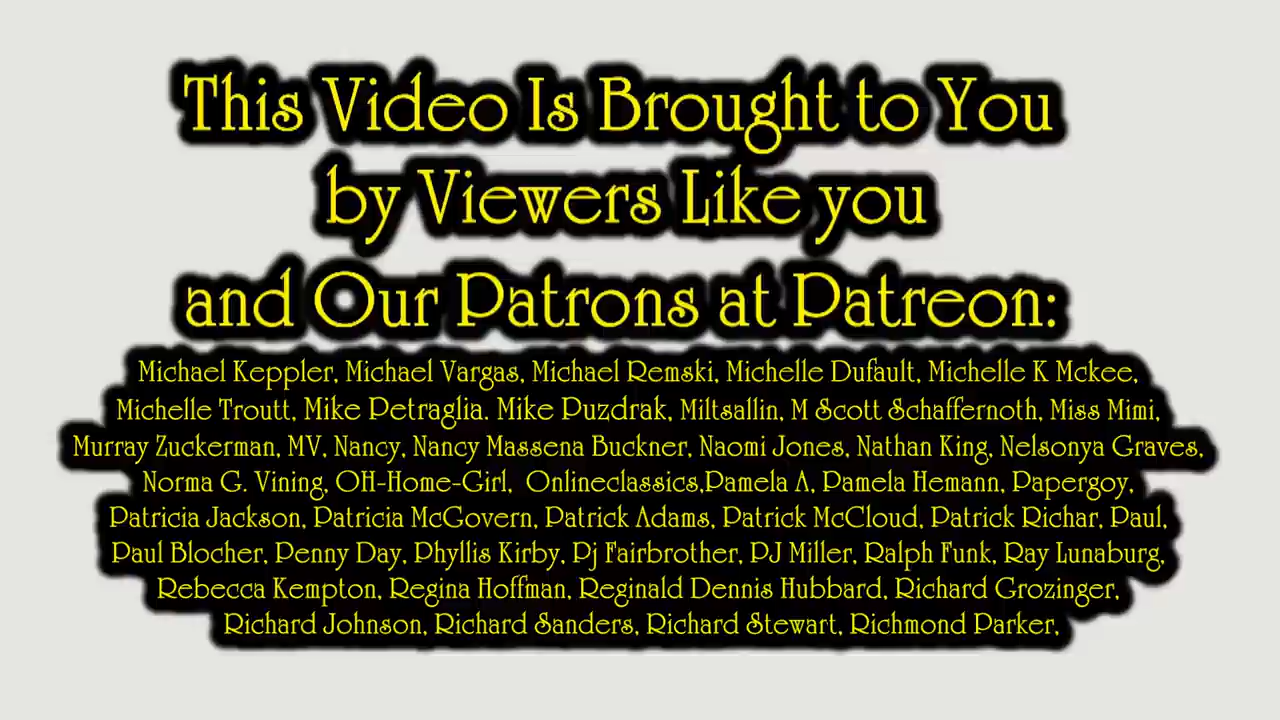 This Video Is Brought to You
by Viewers Like you
and Our Patrons at Patreon:
Michael Keppler, Michael Vargas, Michael Remski, Michelle Dufault, Michelle K Mckee,
Michelle Troutt, Mike Petraglia. Mike Puzdrak, Miltsallin, M Scott Schaffernoth, Miss Mimi,
Murray Zuckerman, MV, Nancy, Nancy Massena Buckner, Naomi Jones, Nathan King, Nelsonya Graves,
Norma G. Vining, OH-Home-Girl, Onlineclassics,Pamela A, Pamela Hemann, Papergoy,
Patricia Jackson, Patricia McGovern, Patrick Adams, Patrick McCloud, Patrick Richar, Paul,
Paul Blocher, Penny Day, Phyllis Kirby, Pj Fairbrother, PJ Miller, Ralph Funk, Ray Lunaburg,
Rebecca Kempton, Regina Hoffman, Reginald Dennis Hubbard, Richard Grozinger,
Richard Johnson, Richard Sanders, Richard Stewart, Richmond Parker,